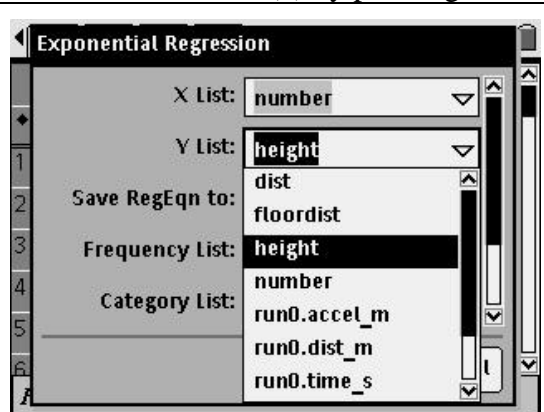 Exponential Regression
X List: number
Y List: height
dist
Save RegEqn to:
floordist
Frequency List: height
number
Category List:
run0.accel_m
run0.dist_m
run0.time_s
1
2
3
4
5
6